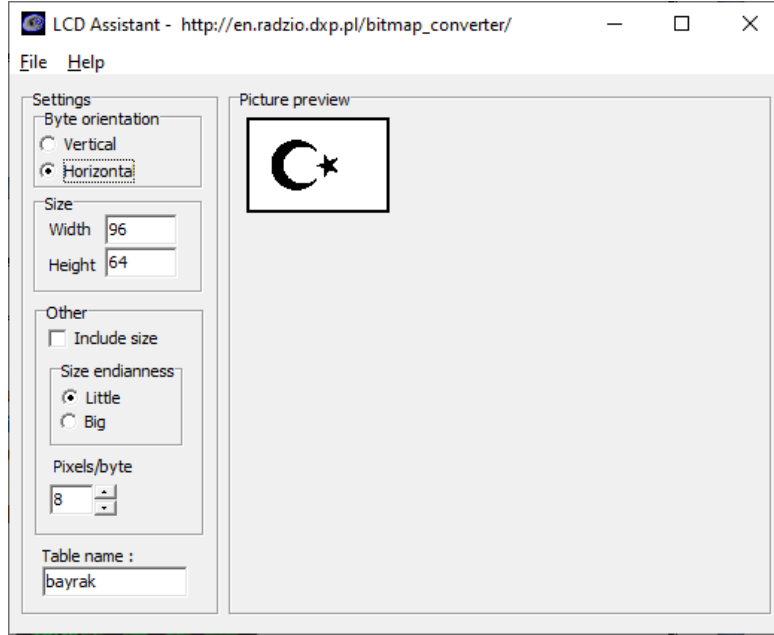 LCD Assistant - http://en.radzio.dxp.pl/bitmap_converter/
File Help
Settings
Byte orientation
Vertical
Horizontal
Size
Width 96
Height 64
Other
Include size
Size endianness
Little
Big
Pixels/byte
8
Table name :
bayrak
Picture preview